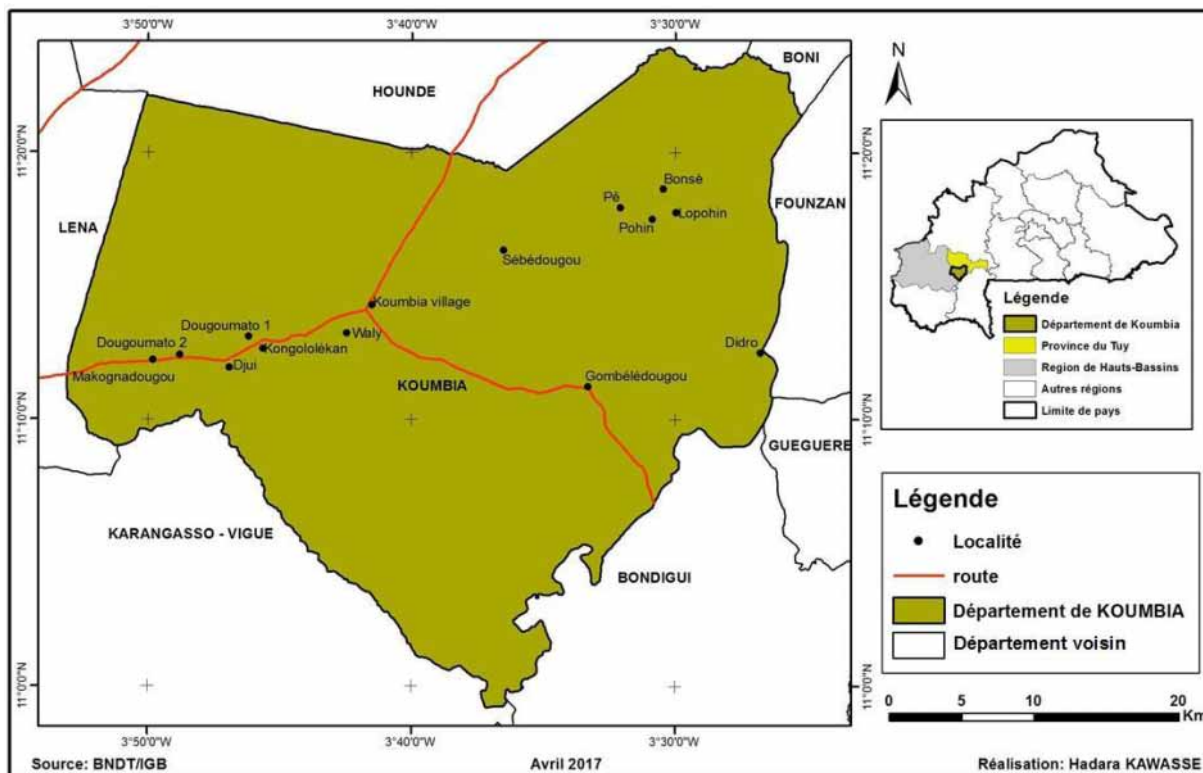 3°50'0"W
3°40'0"W
3°30'0"W
N
BONI
HOUNDE
11°20'0"N
11°20'0"N
Bonsè
Pê
Lopohin
Pohin
FOUNZAN
LENA
Sébédougou
Koumbia village
Dougoumato 1
Waly
Dougoumato 2
Kongololékan
Didro
Djui
Makognadougou
KOUMBIA
Gombélédougou
11°10'0"N
11°10'0"N
GUEGUERE
KARANGASSO - VIGUE
BONDIGUI
11°0'0"N
11°0'0"N
3°50'0"W
3°40'0"W
3°30'0"W
Légende
Département de Koumbia
Province du Tuy
Region de Hauts-Bassins
Autres régions
Limite de pays
Légende
Localité
route
Département de KOUMBIA
Département voisin
0 5 10 20
Km
Source: BNDT/IGB
Avril 2017
Réalisation: Hadara KAWASSE